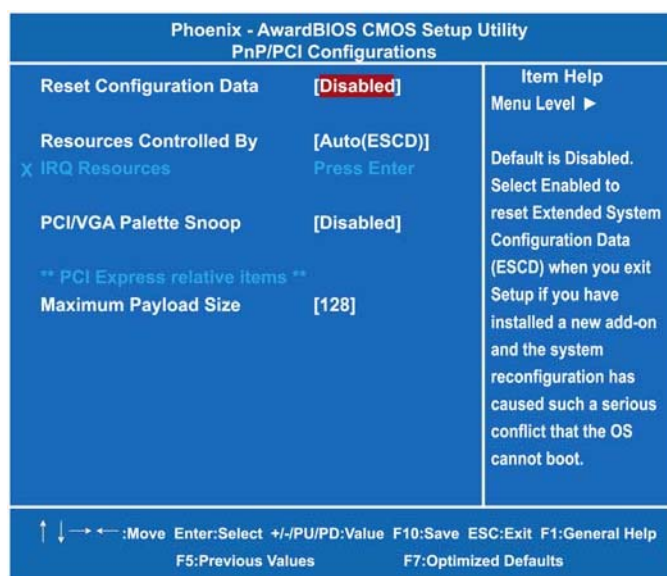 Phoenix - AwardBIOS CMOS Setup Utility
PnP/PCI Configurations
Reset Configuration Data [Disabled]
Resources Controlled By [Auto(ESCD)]
X IRQ Resources Press Enter
PCI/VGA Palette Snoop [Disabled]
** PCI Express relative items **
Maximum Payload Size [128]
Item Help
Menu Level ►
Default is Disabled.
Select Enabled to
reset Extended System
Configuration Data
(ESCD) when you exit
Setup if you have
installed a new add-on
and the system
reconfiguration has
caused such a serious
conflict that the OS
cannot boot.
↑ ↓ → ← :Move Enter:Select +/-/PU/PD:Value F10:Save ESC:Exit F1:General Help
F5:Previous Values F7:Optimized Defaults